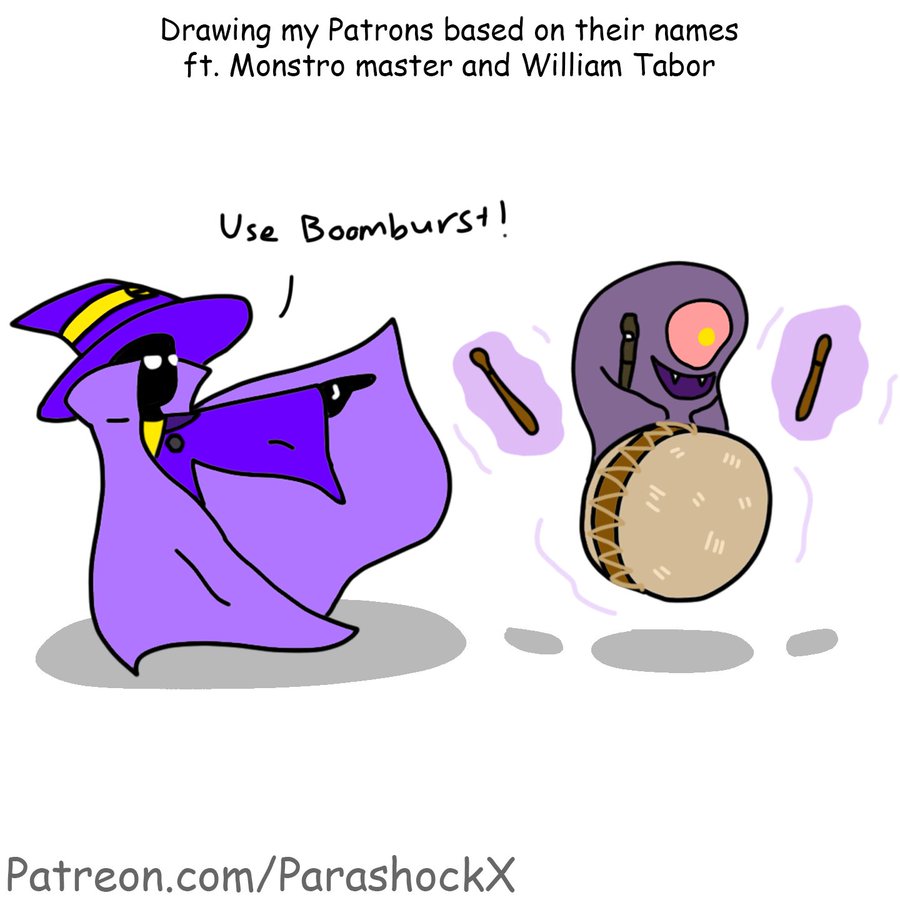 Drawing my Patrons based on their names
ft. Monstro master and William Tabor
Use Boomburst!
Patreon.com/ParashockX